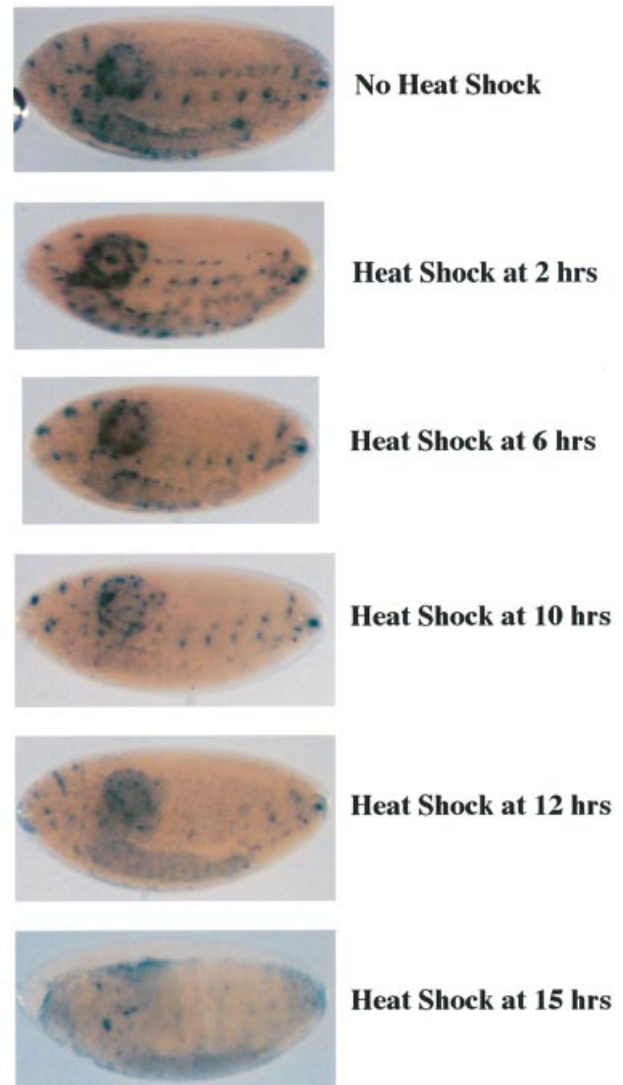 No Heat Shock
Heat Shock at 2 hrs
Heat Shock at 6 hrs
Heat Shock at 10 hrs
Heat Shock at 12 hrs
Heat Shock at 15 hrs